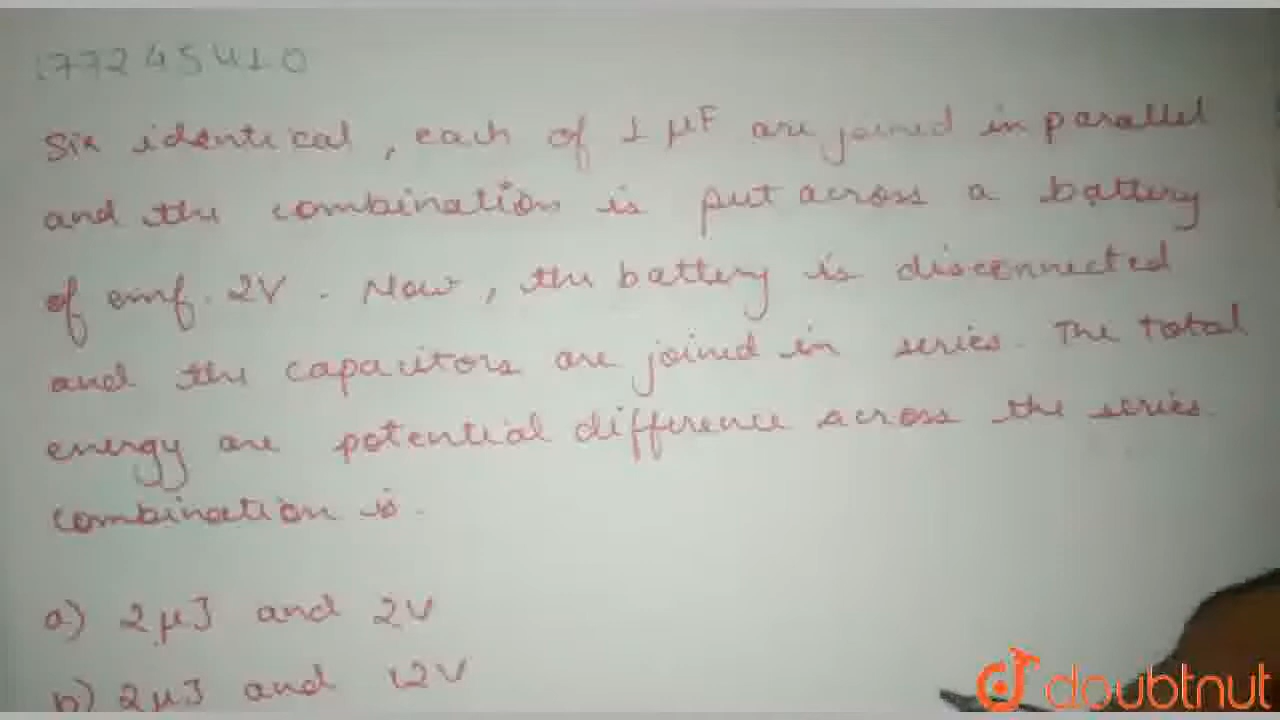 177245410
Six identical, each of 1 μF are joined in parallel
and the combination is put across a battery
of emf. 2V. Now, the battery is disconnected
and the capacitors are joined in series. The total
energy are potential difference across the series
combination is.
a) 2μJ and 2V
b) 2μJ and 12V
doubtnut